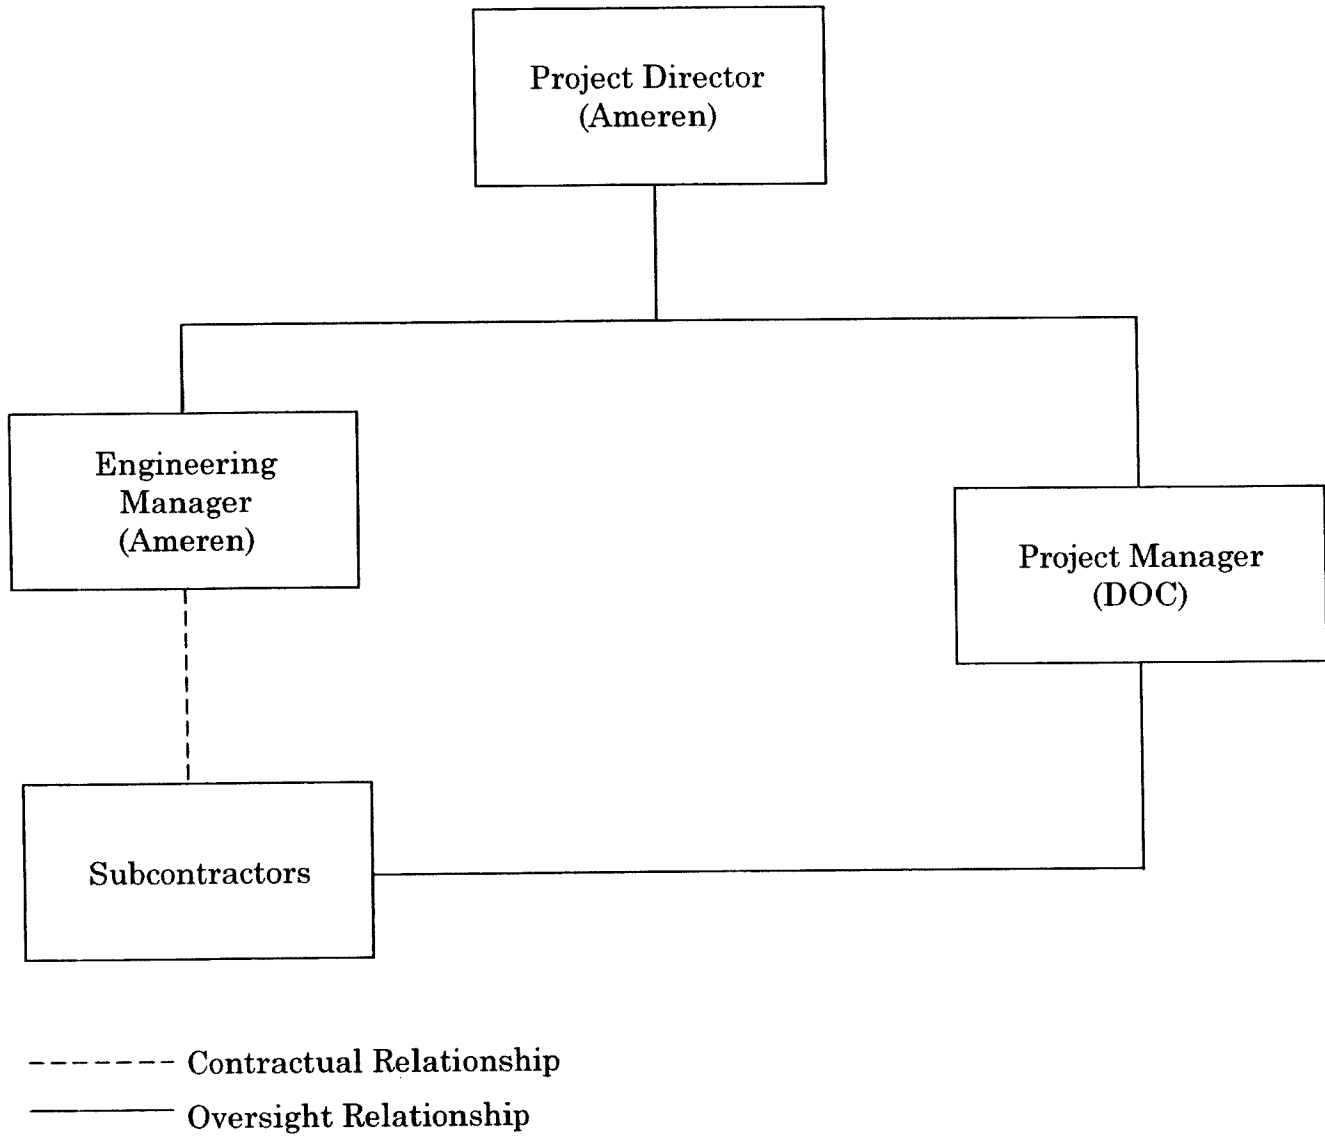 Project Director
(Ameren)
Engineering
Manager
(Ameren)
Project Manager
(DOC)
Subcontractors
Contractual Relationship
Oversight Relationship